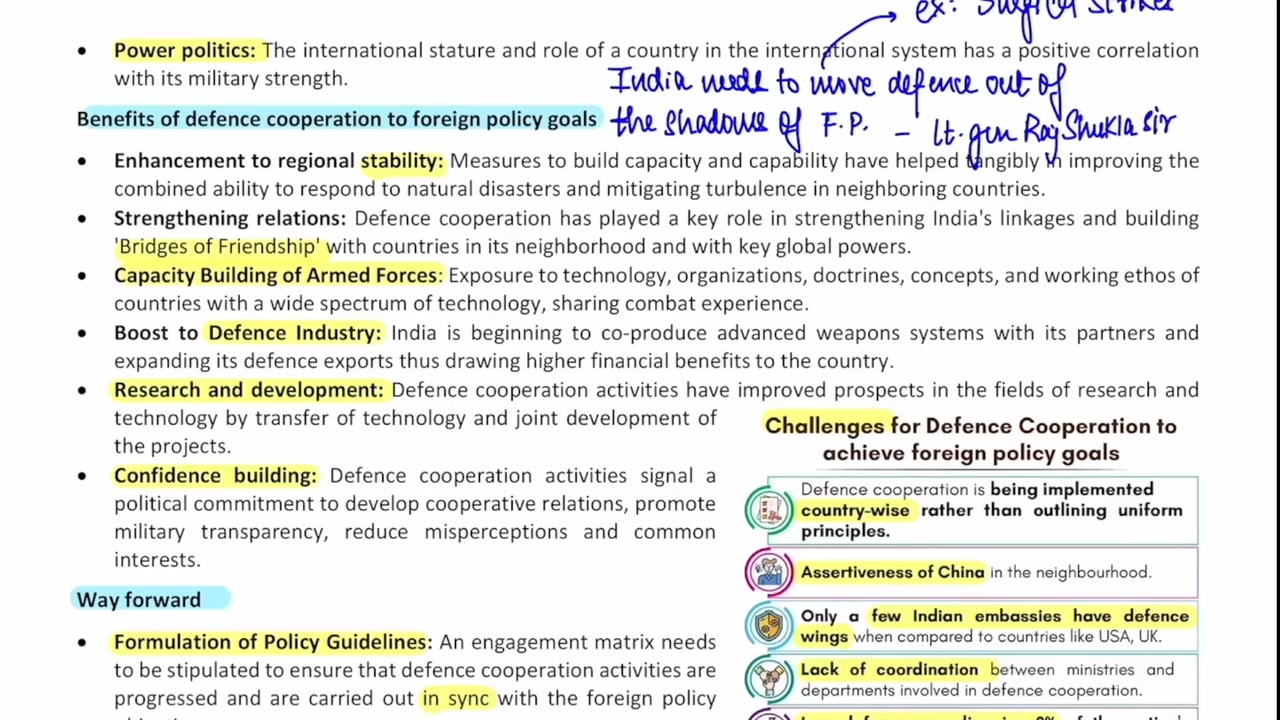 ex: Surgical Strikes
• Power politics: The international stature and role of a country in the international system has a positive correlation
with its military strength.
India needs to move defence out of
the shadows of F.P. – Lt. gen Raj Shukla sir
Benefits of defence cooperation to foreign policy goals
• Enhancement to regional stability: Measures to build capacity and capability have helped tangibly in improving the
combined ability to respond to natural disasters and mitigating turbulence in neighboring countries.
• Strengthening relations: Defence cooperation has played a key role in strengthening India's linkages and building
'Bridges of Friendship' with countries in its neighborhood and with key global powers.
• Capacity Building of Armed Forces: Exposure to technology, organizations, doctrines, concepts, and working ethos of
countries with a wide spectrum of technology, sharing combat experience.
• Boost to Defence Industry: India is beginning to co-produce advanced weapons systems with its partners and
expanding its defence exports thus drawing higher financial benefits to the country.
• Research and development: Defence cooperation activities have improved prospects in the fields of research and
technology by transfer of technology and joint development of
the projects.
• Confidence building: Defence cooperation activities signal a
political commitment to develop cooperative relations, promote
military transparency, reduce misperceptions and common
interests.
Way forward
• Formulation of Policy Guidelines: An engagement matrix needs
to be stipulated to ensure that defence cooperation activities are
progressed and are carried out in sync with the foreign policy
Challenges for Defence Cooperation to
achieve foreign policy goals
Defence cooperation is being implemented
country-wise rather than outlining uniform
principles.
Assertiveness of China in the neighbourhood.
Only a few Indian embassies have defence
wings when compared to countries like USA, UK.
Lack of coordination between ministries and
departments involved in defence cooperation.